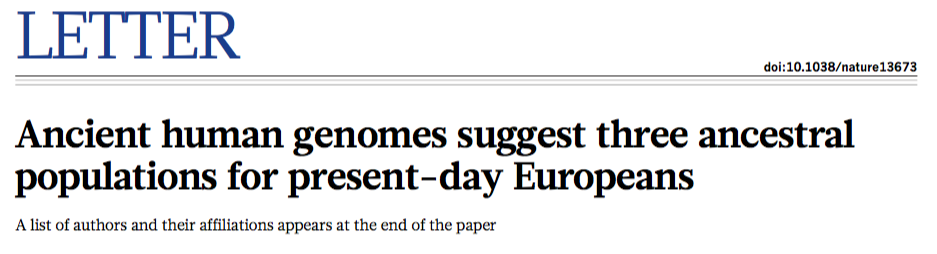 LETTER
doi:10.1038/nature13673
Ancient human genomes suggest three ancestral
populations for present-day Europeans
A list of authors and their affiliations appears at the end of the paper